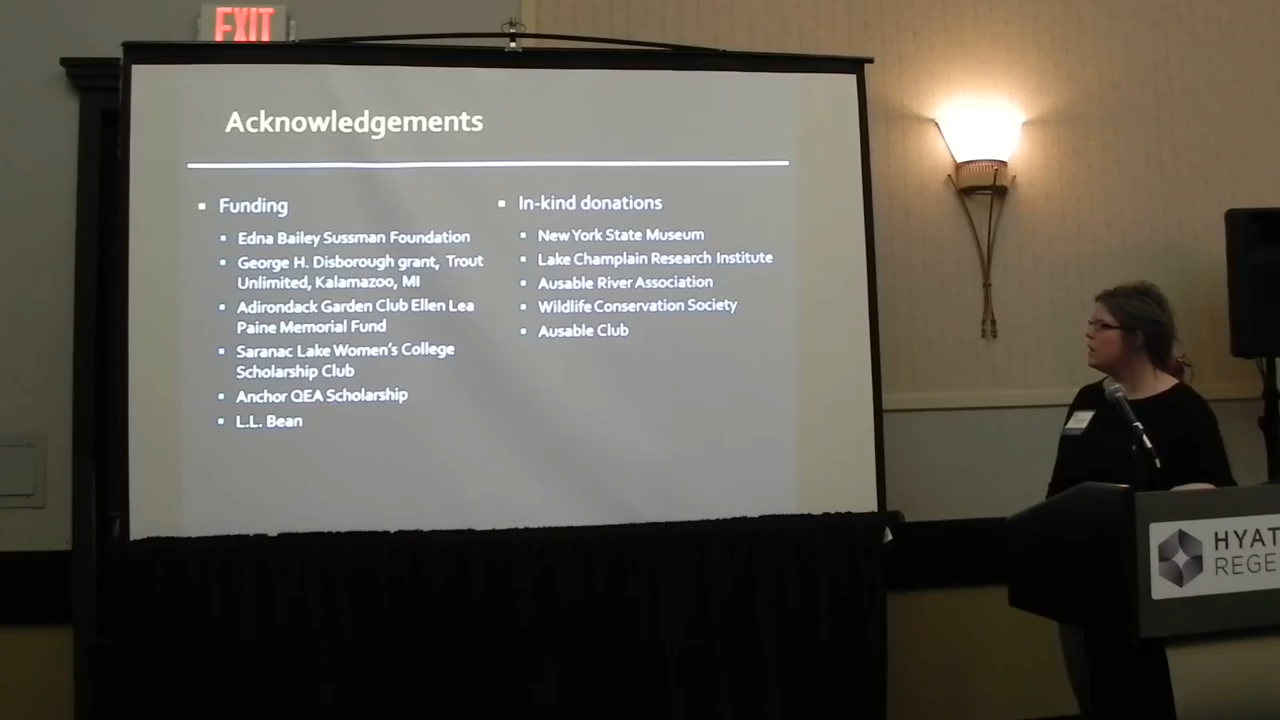 EXIT
Acknowledgements
Funding
Edna Bailey Sussman Foundation
George H. Disborough grant, Trout
Unlimited, Kalamazoo, MI
Adirondack Garden Club Ellen Lea
Paine Memorial Fund
Saranac Lake Women's College
Scholarship Club
Anchor QEA Scholarship
L.L. Bean
In-kind donations
New York State Museum
Lake Champlain Research Institute
Ausable River Association
Wildlife Conservation Society
Ausable Club
HYAT
REGE